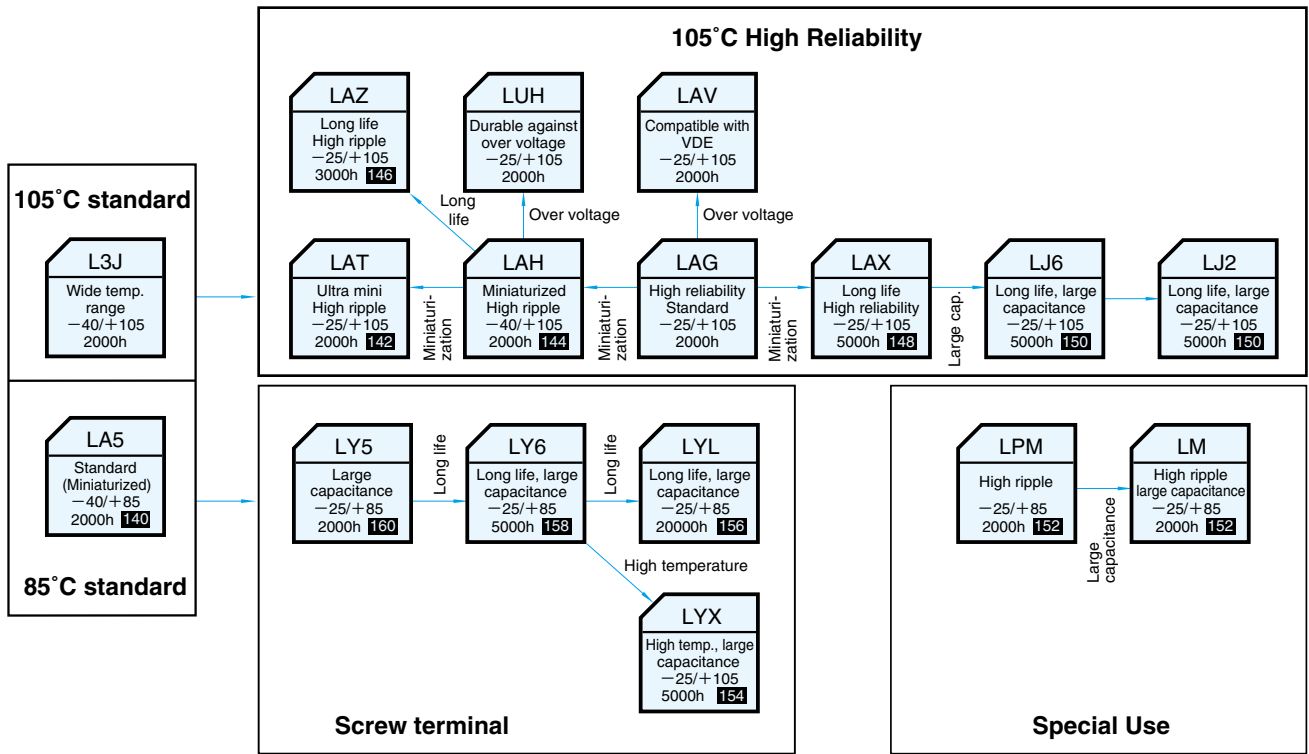 105˚C High Reliability
LAZ
Long life
High ripple
−25/+105
3000h 146
LUH
Durable against
over voltage
−25/+105
2000h
LAV
Compatible with
VDE
−25/+105
2000h
Long
life
Over voltage
Over voltage
105˚C standard
L3J
Wide temp.
range
−40/+105
2000h
LAT
Ultra mini
High ripple
−25/+105
2000h 142
Miniaturi-
zation
LAH
Miniaturized
High ripple
−40/+105
2000h 144
Miniaturi-
zation
LAG
High reliability
Standard
−25/+105
2000h
Miniaturi-
zation
LAX
Long life
High reliability
−25/+105
5000h 148
Large cap.
LJ6
Long life, large
capacitance
−25/+105
5000h 150
LJ2
Long life, large
capacitance
−25/+105
5000h 150
LA5
Standard
(Miniaturized)
−40/+85
2000h 140
85˚C standard
LY5
Large
capacitance
−25/+85
2000h 160
Long life
LY6
Long life, large
capacitance
−25/+85
5000h 158
Long life
LYL
Long life, large
capacitance
−25/+85
20000h 156
High temperature
LYX
High temp., large
capacitance
−25/+105
5000h 154
Screw terminal
LPM
High ripple
−25/+85
2000h 152
Large
capacitance
LM
High ripple
large capacitance
−25/+85
2000h 152
Special Use